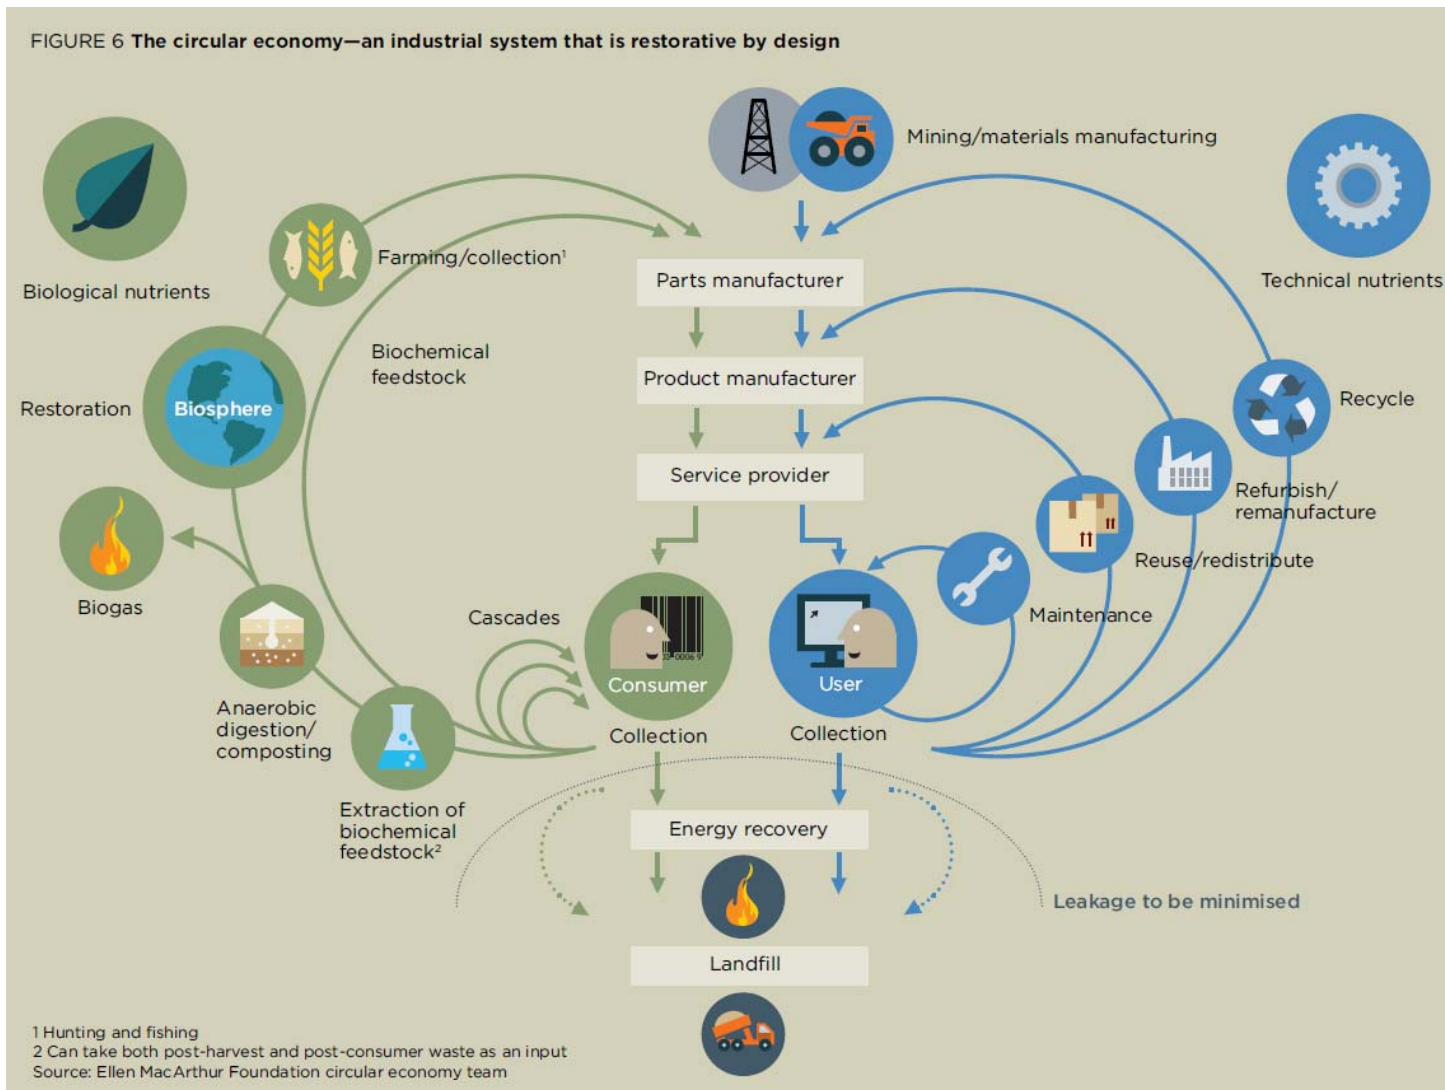 FIGURE 6 The circular economy—an industrial system that is restorative by design
Mining/materials manufacturing
Biological nutrients
Farming/collection¹
Technical nutrients
Parts manufacturer
Biochemical
feedstock
Product manufacturer
Restoration
Biosphere
Recycle
Service provider
Refurbish/
remanufacture
Reuse/redistribute
Biogas
Cascades
Maintenance
Consumer
User
Anaerobic
digestion/
composting
Collection
Collection
Extraction of
biochemical
feedstock²
Energy recovery
Leakage to be minimised
Landfill
1 Hunting and fishing
2 Can take both post-harvest and post-consumer waste as an input
Source: Ellen MacArthur Foundation circular economy team